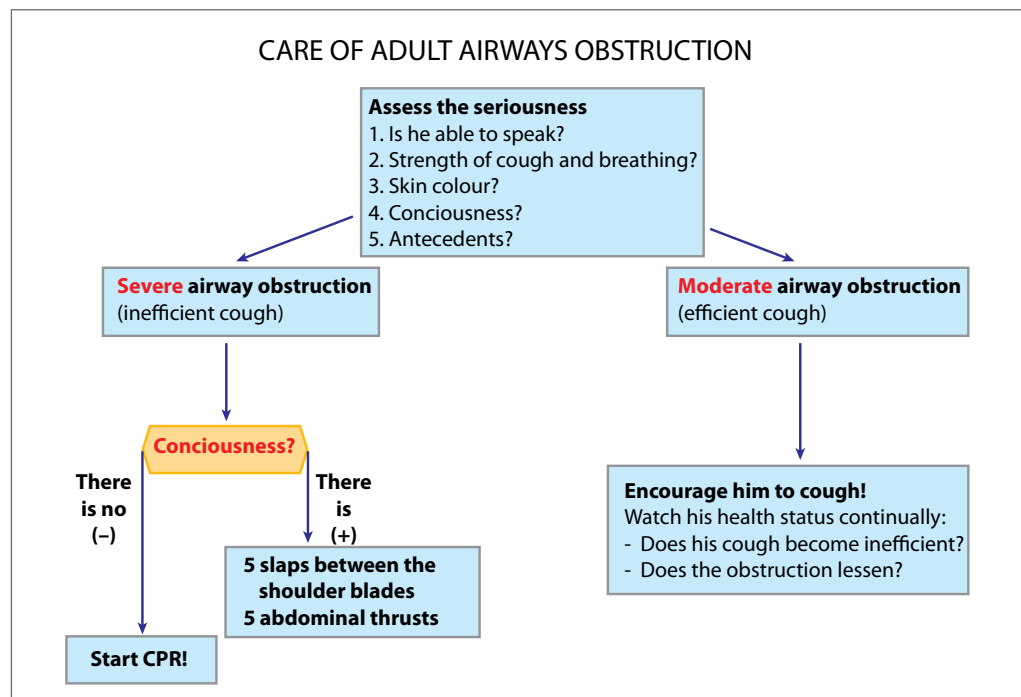 CARE OF ADULT AIRWAYS OBSTRUCTION
Assess the seriousness
1. Is he able to speak?
2. Strength of cough and breathing?
3. Skin colour?
4. Conciousness?
5. Antecedents?
Severe airway obstruction
(inefficient cough)
Moderate airway obstruction
(efficient cough)
Conciousness?
There
is no
(–)
There
is
(+)
5 slaps between the
shoulder blades
5 abdominal thrusts
Start CPR!
Encourage him to cough!
Watch his health status continually:
- Does his cough become inefficient?
- Does the obstruction lessen?